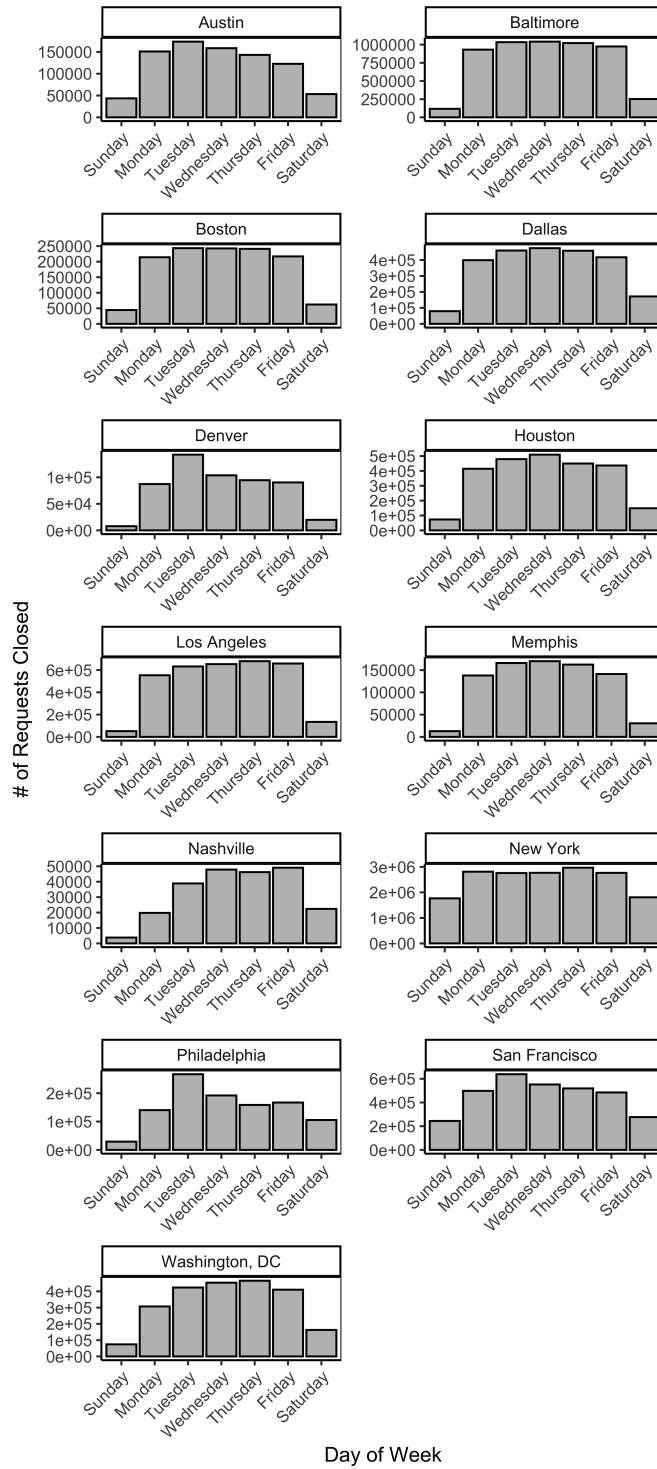 Austin
150000
100000
50000
0
Sunday
Monday
Tuesday
Wednesday
Thursday
Friday
Saturday
Baltimore
1000000
750000
500000
250000
0
Sunday
Monday
Tuesday
Wednesday
Thursday
Friday
Saturday
Boston
250000
200000
150000
100000
50000
0
Sunday
Monday
Tuesday
Wednesday
Thursday
Friday
Saturday
Dallas
4e+05
3e+05
2e+05
1e+05
0e+00
Sunday
Monday
Tuesday
Wednesday
Thursday
Friday
Saturday
Denver
1e+05
5e+04
0e+00
Sunday
Monday
Tuesday
Wednesday
Thursday
Friday
Saturday
Houston
5e+05
4e+05
3e+05
2e+05
1e+05
0e+00
Sunday
Monday
Tuesday
Wednesday
Thursday
Friday
Saturday
# of Requests Closed
Los Angeles
6e+05
4e+05
2e+05
0e+00
Sunday
Monday
Tuesday
Wednesday
Thursday
Friday
Saturday
Memphis
150000
100000
50000
0
Sunday
Monday
Tuesday
Wednesday
Thursday
Friday
Saturday
Nashville
50000
40000
30000
20000
10000
0
Sunday
Monday
Tuesday
Wednesday
Thursday
Friday
Saturday
New York
3e+06
2e+06
1e+06
0e+00
Sunday
Monday
Tuesday
Wednesday
Thursday
Friday
Saturday
Philadelphia
2e+05
1e+05
0e+00
Sunday
Monday
Tuesday
Wednesday
Thursday
Friday
Saturday
San Francisco
6e+05
4e+05
2e+05
0e+00
Sunday
Monday
Tuesday
Wednesday
Thursday
Friday
Saturday
Washington, DC
4e+05
3e+05
2e+05
1e+05
0e+00
Sunday
Monday
Tuesday
Wednesday
Thursday
Friday
Saturday
Day of Week